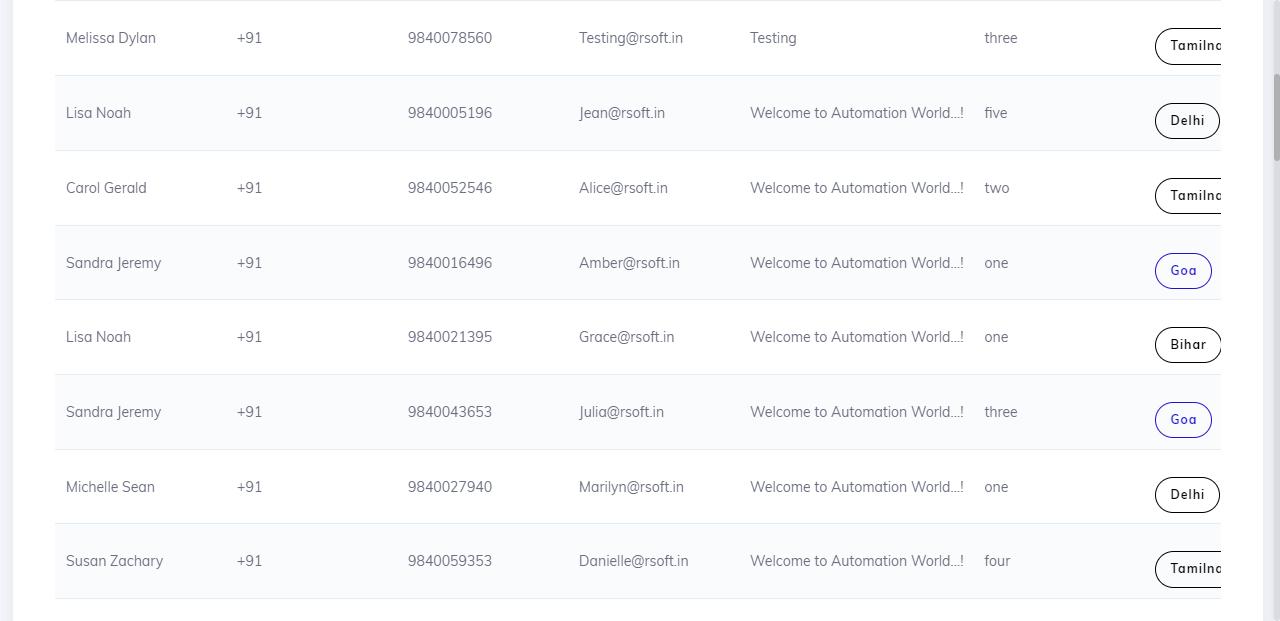 Melissa Dylan +91 9840078560 Testing@rsoft.in Testing three
Lisa Noah +91 9840005196 Jean@rsoft.in Welcome to Automation World...! five Delhi
Carol Gerald +91 9840052546 Alice@rsoft.in Welcome to Automation World...! two
Sandra Jeremy +91 9840016496 Amber@rsoft.in Welcome to Automation World...! one Goa
Lisa Noah +91 9840021395 Grace@rsoft.in Welcome to Automation World...! one Bihar
Sandra Jeremy +91 9840043653 Julia@rsoft.in Welcome to Automation World...! three Goa
Michelle Sean +91 9840027940 Marilyn@rsoft.in Welcome to Automation World...! one Delhi
Susan Zachary +91 9840059353 Danielle@rsoft.in Welcome to Automation World...! four